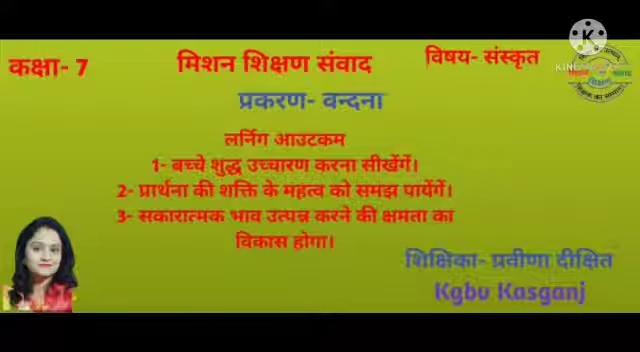 कक्षा- 7
मिशन शिक्षण संवाद
विषय- संस्कृत
प्रकरण- वन्दना
लर्निग आउटकम
1- बच्चे शुद्ध उच्चारण करना सीखेंगें।
2- प्रार्थना की शक्ति के महत्व को समझ पायेंगें।
3- सकारात्मक भाव उत्पन्न करने की क्षमता का
विकास होगा।
शिक्षिका- प्रवीणा दीक्षित
Kgbv Kasganj